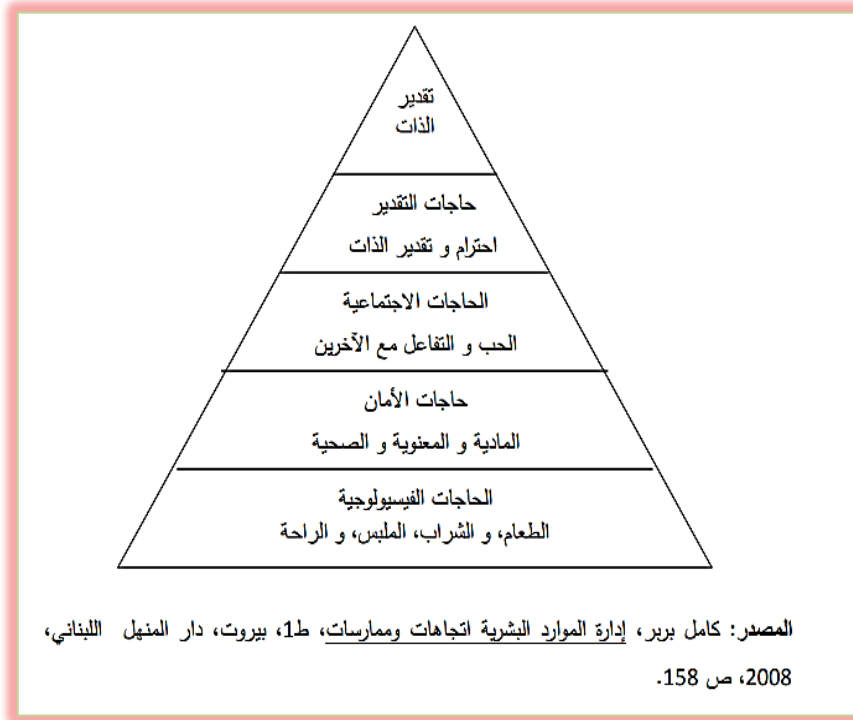 تقدير
الذات
حاجات التقدير
احترام و تقدير الذات
الحاجات الاجتماعية
الحب و التفاعل مع الآخرين
حاجات الأمان
المادية و المعنوية و الصحية
الحاجات الفيسيولوجية
الطعام، و الشراب، الملبس، و الراحة
المصدر: كامل بربر، إدارة الموارد البشرية اتجاهات وممارسات، ط1، بيروت، دار المنهل اللبناني،
2008، ص 158.